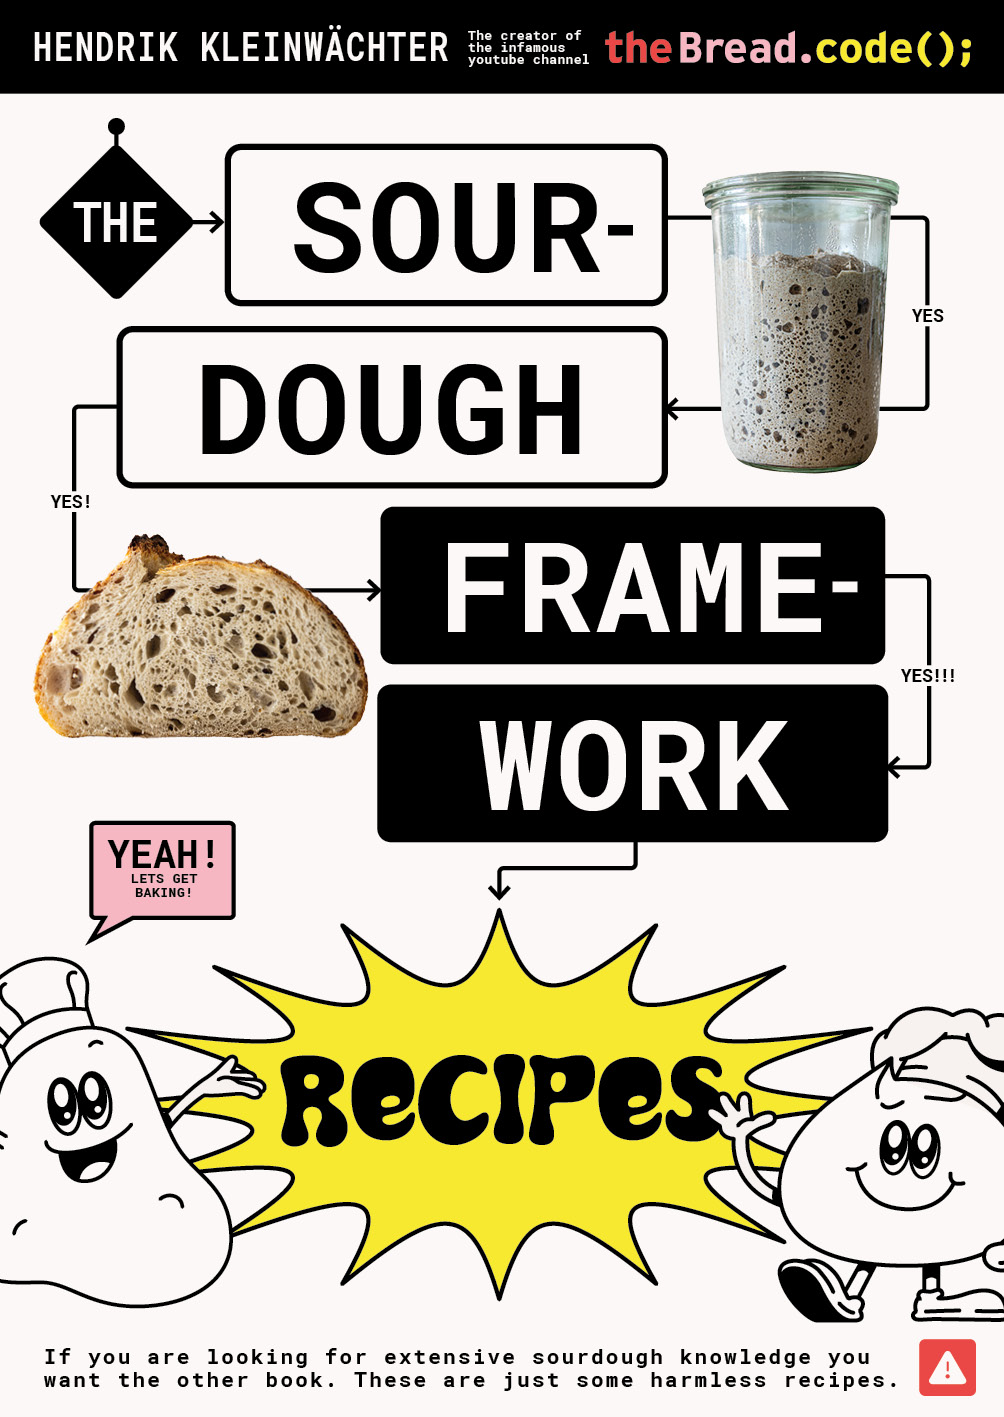 HENDRIK KLEINWÄCHTER
The creator of
the infamous
youtube channel
theBread.code();
THE
SOUR-
YES
DOUGH
YES!
FRAME-
YES!!!
WORK
YEAH!
LETS GET
BAKING!
RECIPES
If you are looking for extensive sourdough knowledge you
want the other book. These are just some harmless recipes.